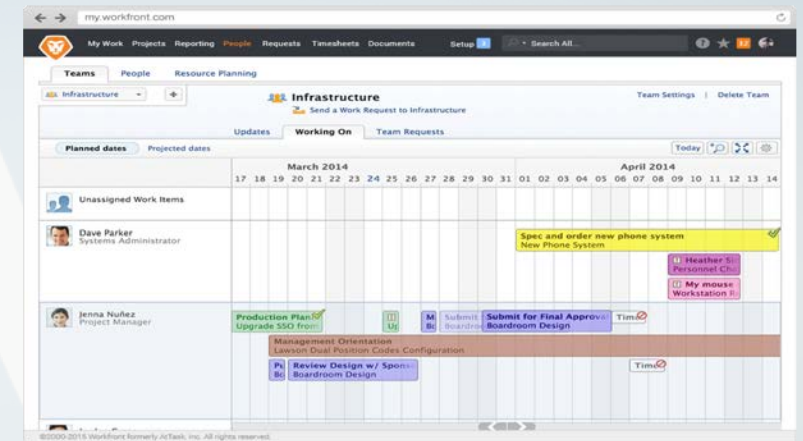 my.workfront.com
My Work Projects Reporting People Requests Timesheets Documents Setup Search All...
Teams People Resource Planning
Infrastructure
Infrastructure
Team Settings | Delete Team
Send a Work Request to Infrastructure
Updates Working On Team Requests
Planned dates Projected dates
Today
March 2014 April 2014
17 18 19 20 21 22 23 24 25 26 27 28 29 30 31 01 02 03 04 05 06 07 08 09 10 11 12 13 14
Unassigned Work Items
Dave Parker
Systems Administrator
Spec and order new phone system
New Phone System
Heather
Personnel
My mouse
Workstation
Jenna Nuñez
Project Manager
Production Plan
Upgrade SSO from
Submit
Submit for Final Approval
Boardroom Design
Time
Management Orientation
Lawson Dual Position Codes Configuration
Review Design w/
Boardroom Design
Time
©2000-2015 Workfront formerly AtTask, Inc. All rights reserved.